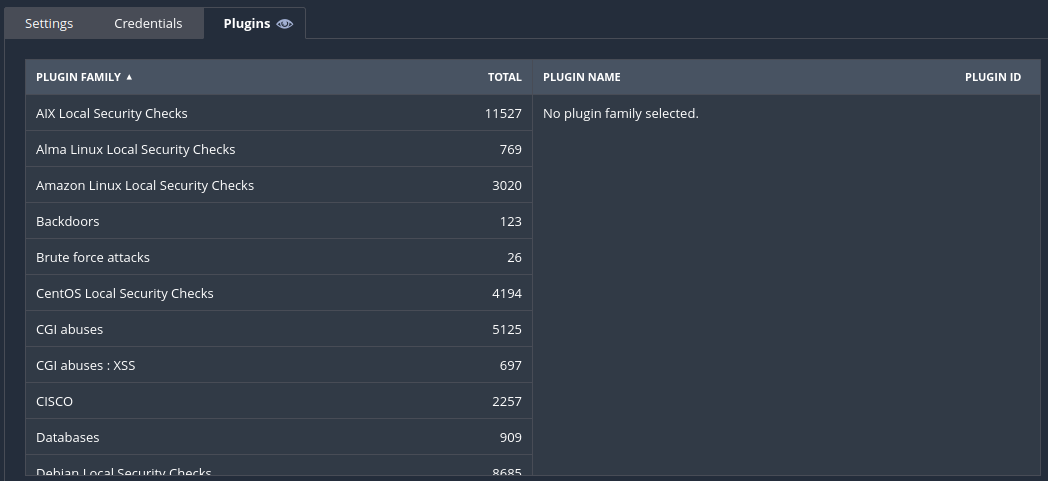 Settings Credentials Plugins
PLUGIN FAMILY ▲ TOTAL PLUGIN NAME PLUGIN ID
AIX Local Security Checks 11527 No plugin family selected.
Alma Linux Local Security Checks 769
Amazon Linux Local Security Checks 3020
Backdoors 123
Brute force attacks 26
CentOS Local Security Checks 4194
CGI abuses 5125
CGI abuses : XSS 697
CISCO 2257
Databases 909
Debian Local Security Checks 8685